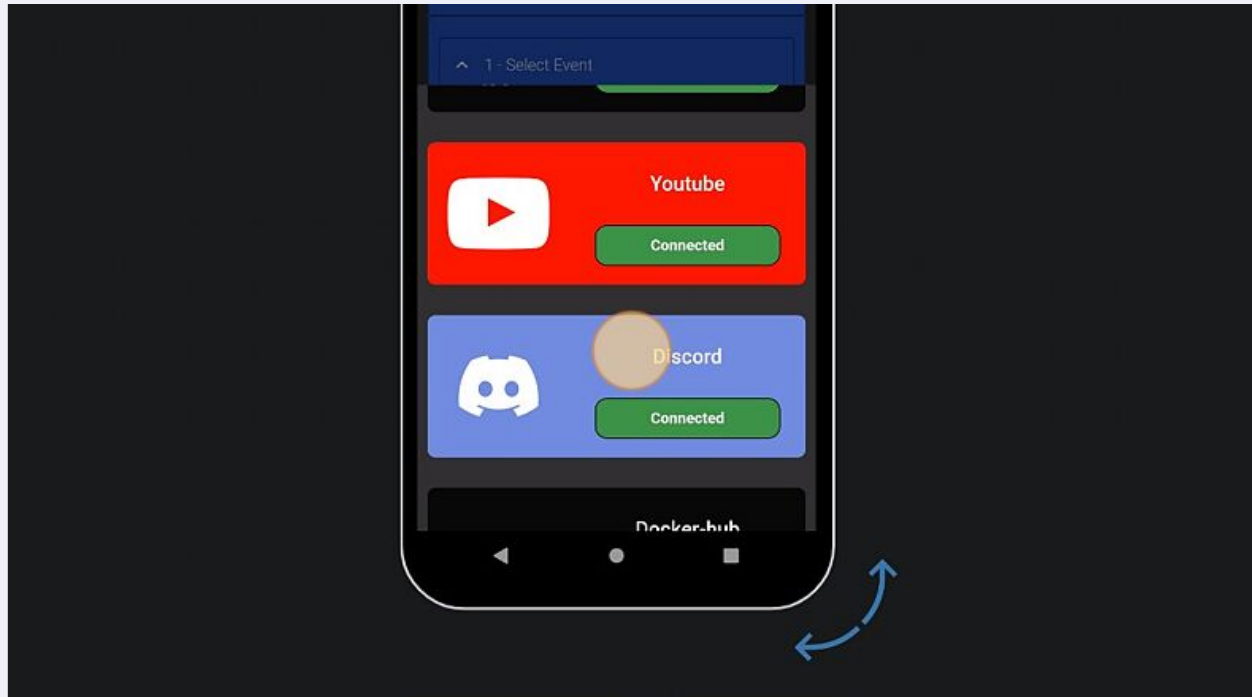 1 - Select Event
Youtube
Connected
Discord
Connected
Docker-hub